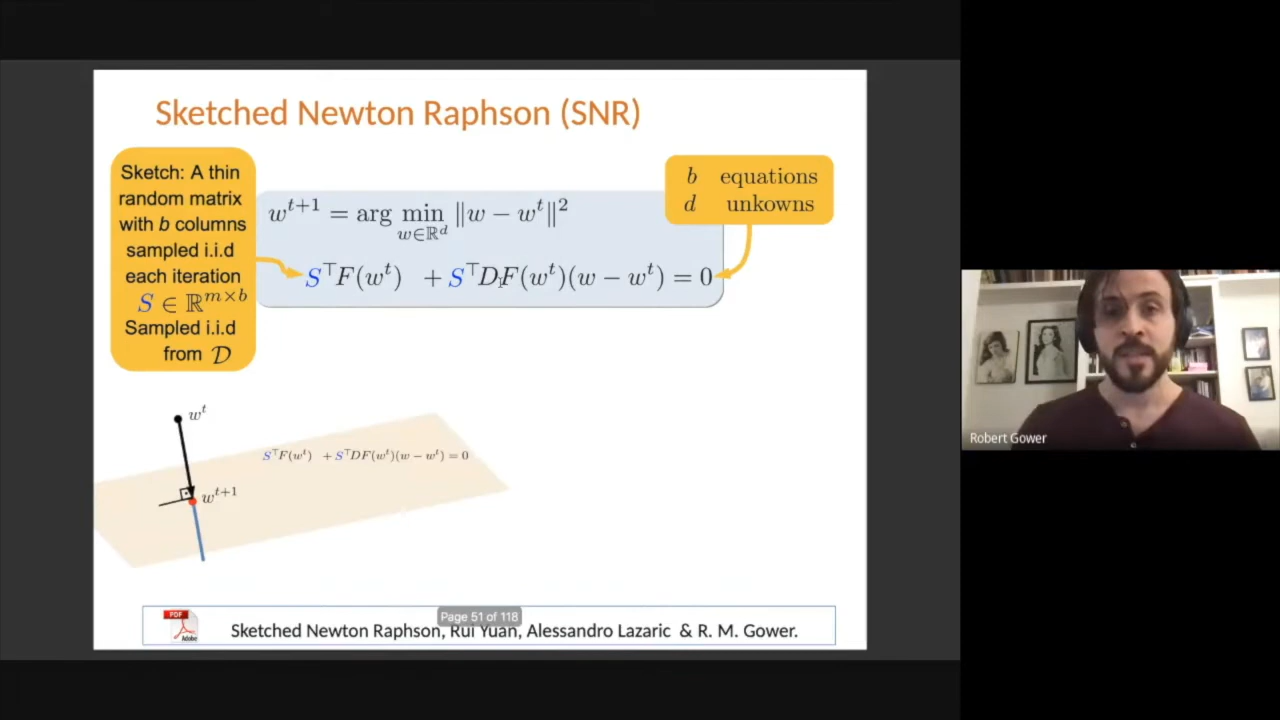 Sketched Newton Raphson (SNR)
Sketch: A thin
random matrix
with b columns
sampled i.i.d
each iteration
S ∈ ℝ^{m×b}
Sampled i.i.d
from 𝒟
b equations
d unkowns
w^{t+1} = arg min_{w∈ℝ^d} ‖w − w^t‖²
S^⊤F(w^t) + S^⊤DF(w^t)(w − w^t) = 0
w^t
S^⊤F(w^t) + S^⊤DF(w^t)(w − w^t) = 0
w^{t+1}
Robert Gower
Page 51 of 118
PDF
Adobe
Sketched Newton Raphson, Rui Yuan, Alessandro Lazaric & R. M. Gower.